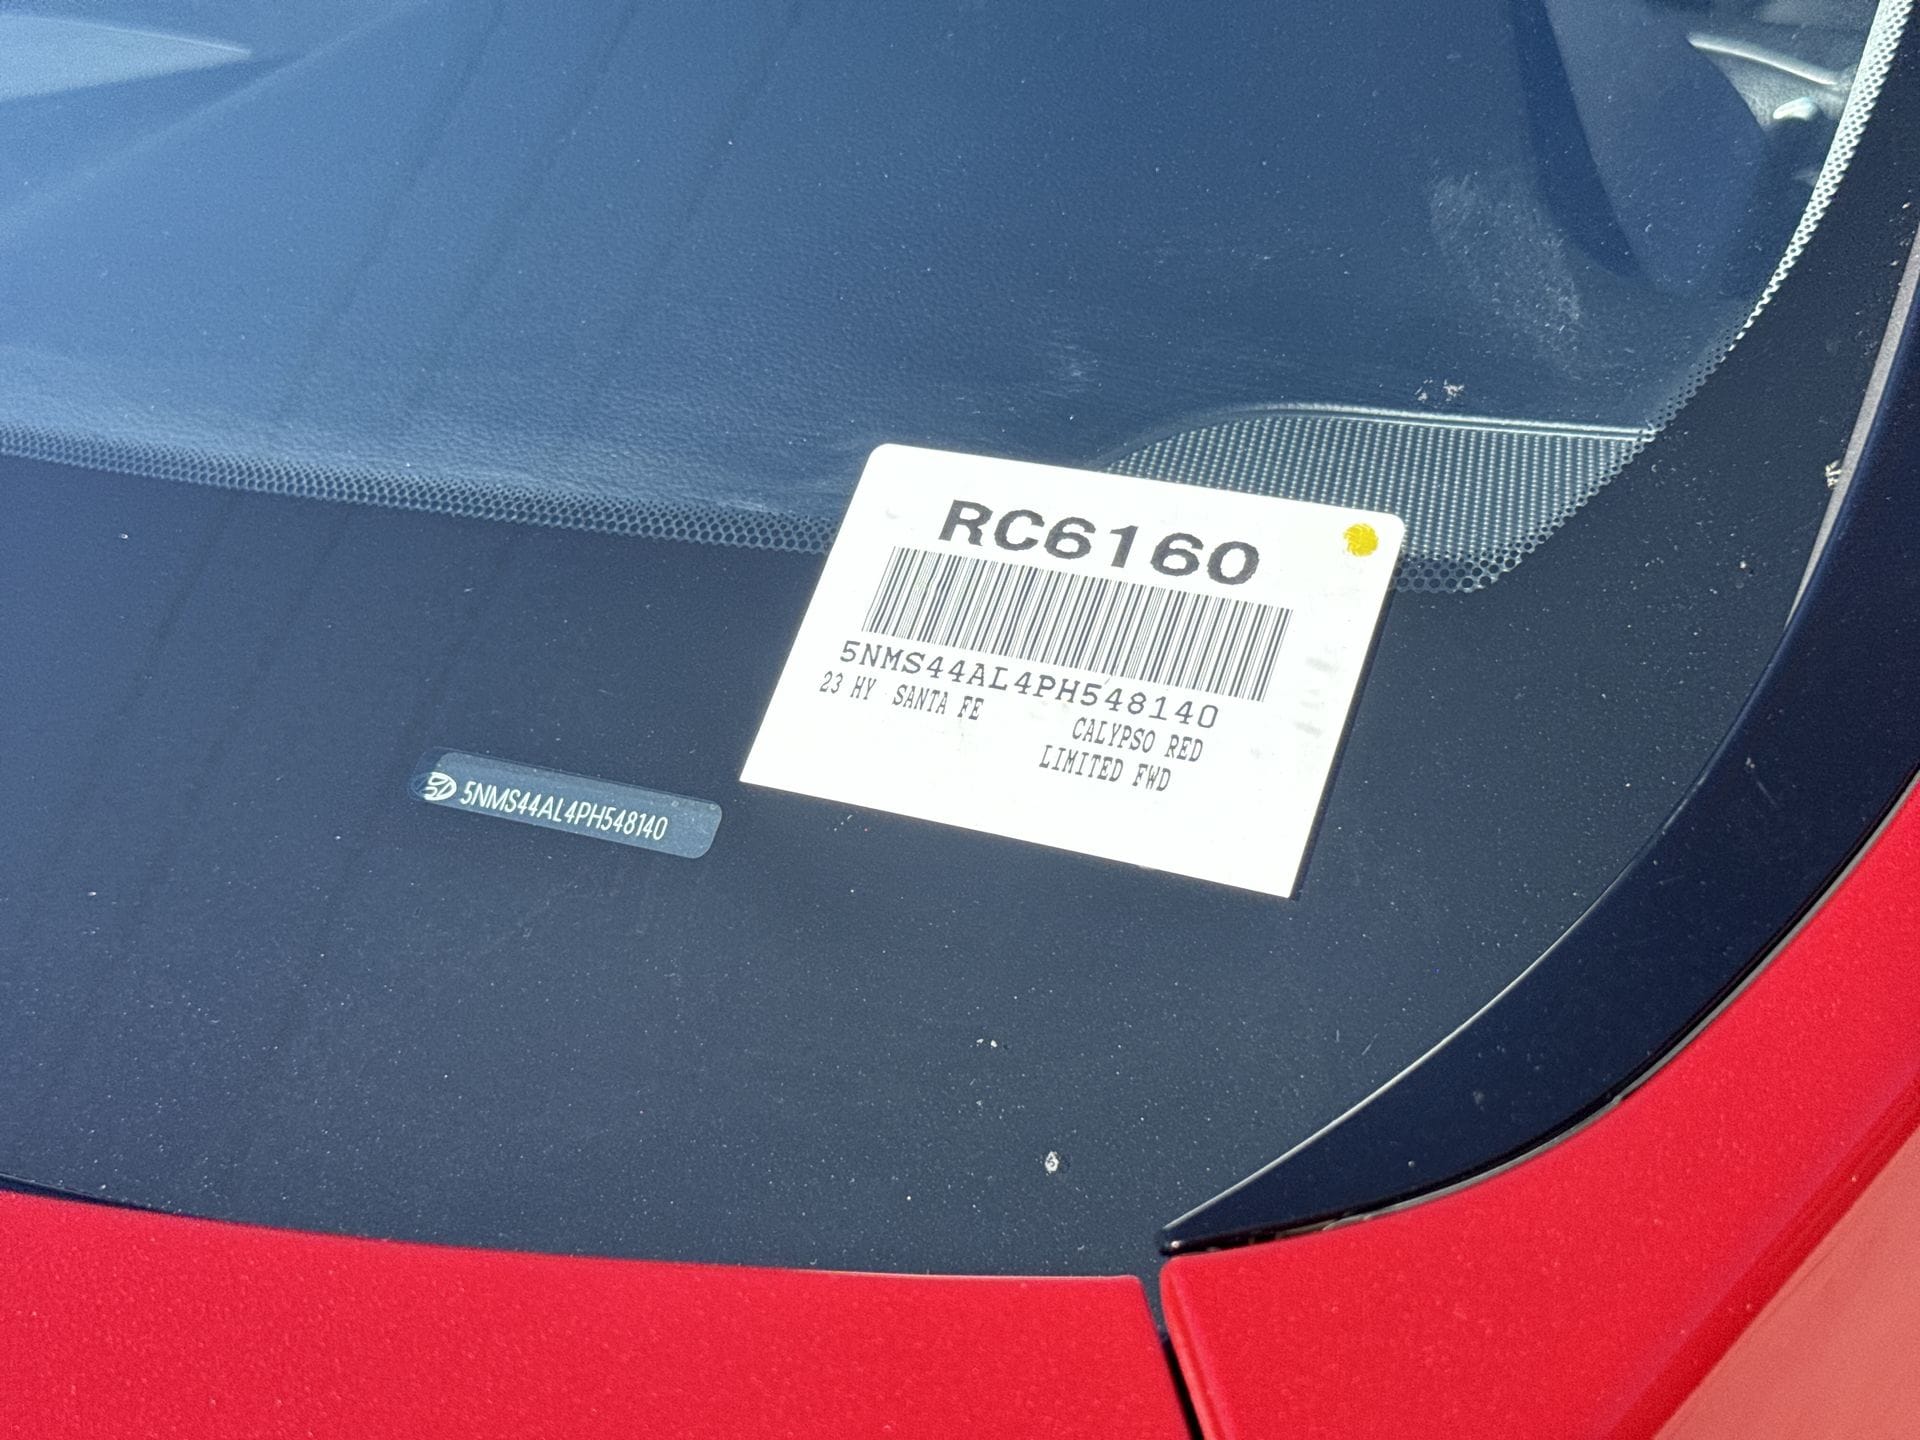 RC6160
5NMS44AL4PH548140
23 HY SANTA FE
CALYPSO RED
LIMITED FWD
5NMS44AL4PH548140